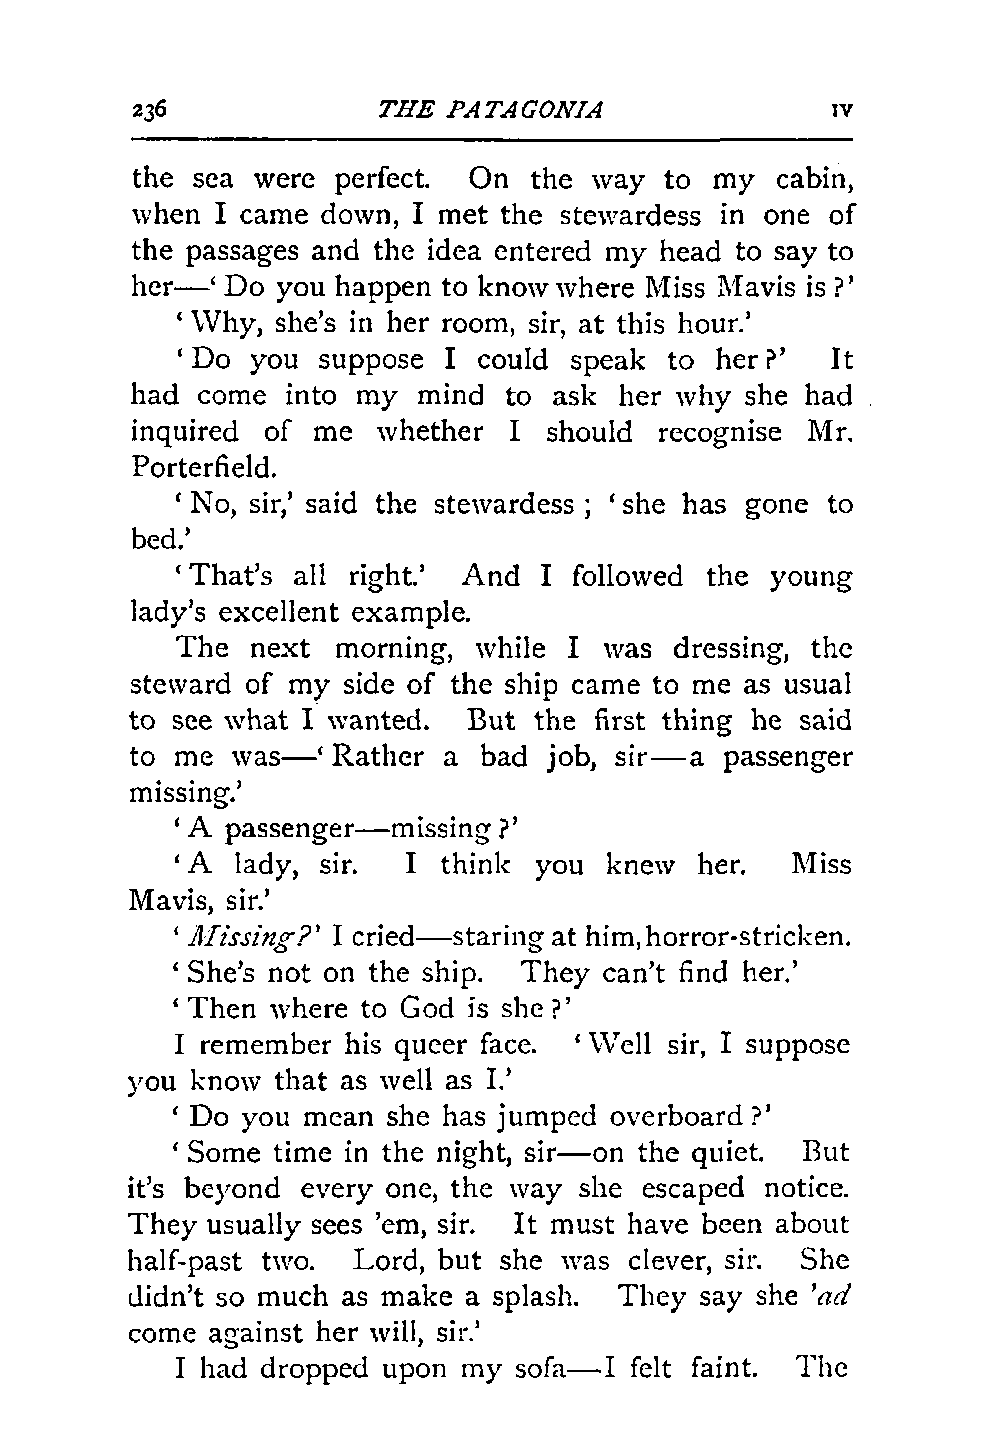 236 THE PATAGONIA IV
the sea were perfect. On the way to my cabin,
when I came down, I met the stewardess in one of
the passages and the idea entered my head to say to
her—‘Do you happen to know where Miss Mavis is?’
‘Why, she’s in her room, sir, at this hour.’
‘Do you suppose I could speak to her?’ It
had come into my mind to ask her why she had
inquired of me whether I should recognise Mr.
Porterfield.
‘No, sir,’ said the stewardess; ‘she has gone to
bed.’
‘That’s all right.’ And I followed the young
lady’s excellent example.
The next morning, while I was dressing, the
steward of my side of the ship came to me as usual
to see what I wanted. But the first thing he said
to me was—‘Rather a bad job, sir—a passenger
missing.’
‘A passenger—missing?’
‘A lady, sir. I think you knew her. Miss
Mavis, sir.’
‘Missing?’ I cried—staring at him, horror-stricken.
‘She’s not on the ship. They can’t find her.’
‘Then where to God is she?’
I remember his queer face. ‘Well sir, I suppose
you know that as well as I.’
‘Do you mean she has jumped overboard?’
‘Some time in the night, sir—on the quiet. But
it’s beyond every one, the way she escaped notice.
They usually sees ’em, sir. It must have been about
half-past two. Lord, but she was clever, sir. She
didn’t so much as make a splash. They say she ’ad
come against her will, sir.’
I had dropped upon my sofa—I felt faint. The